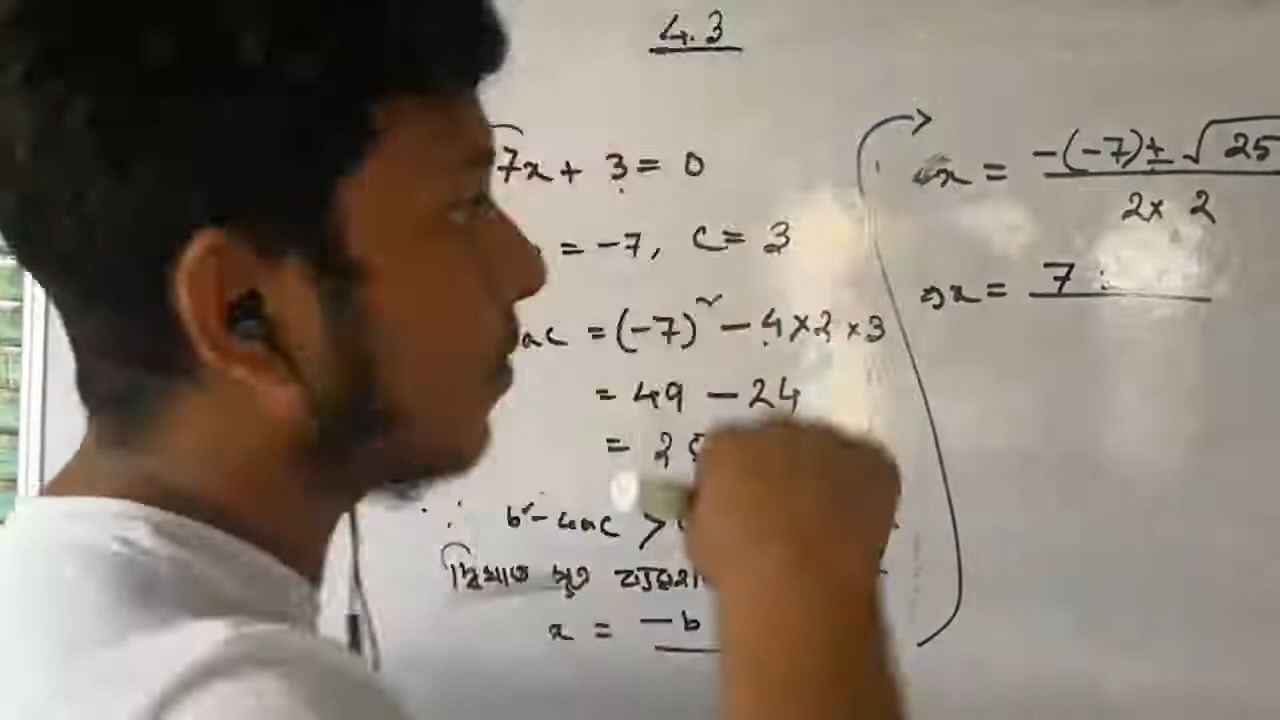 4.3
7x + 3 = 0
= -7, c = 3
ac = (-7)² - 4×2×3
= 49 - 24
= 25
∴ b² - 4ac >
দ্বিঘাত সূত্ৰ
x = -b
x = -(-7) ± √25
2× 2
⇒ x = 7